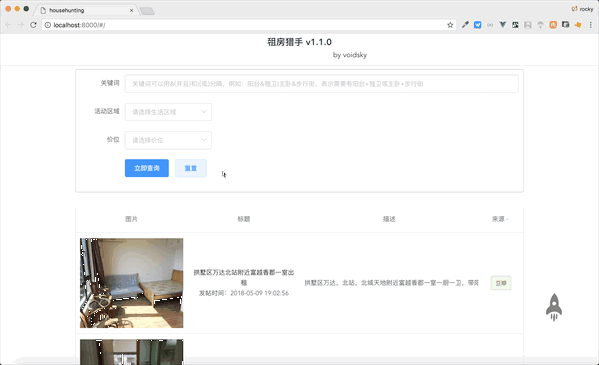 househunting
rocky
localhost:8000/#/
租房猎手 v1.1.0
by voidsky
关键词
关键词可以用&(并且)和|(或)分隔，例如：阳台&独卫|主卧&步行街，表示需要有阳台+独卫或主卧+步行街
活动区域
请选择生活区域
价位
请选择价位
立即查询
重置
图片
标题
描述
来源
拱墅区万达北站附近富越香郡一室出
租
发帖时间：2018-05-09 19:02:56
拱墅区万达，北站，北城天地附近富越香郡一室一厨一卫，带阳
豆瓣